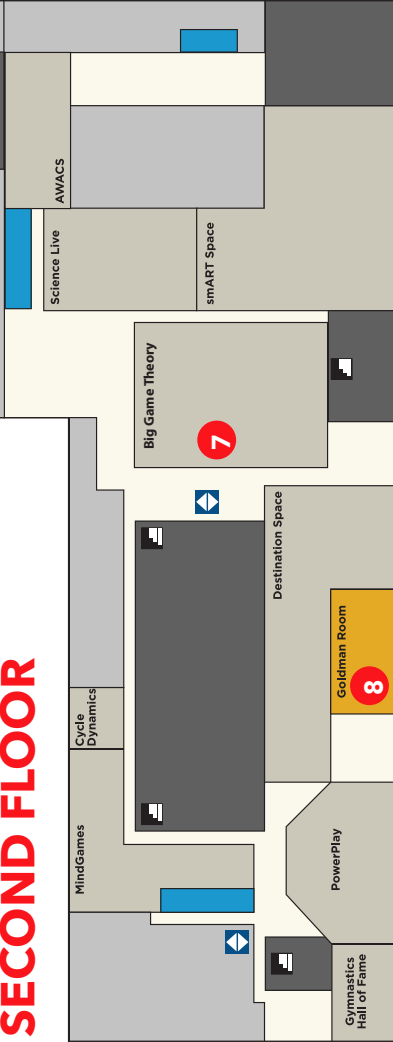 SECOND FLOOR
AWACS
Science Live
smART Space
Big Game Theory
7
Destination Space
Goldman Room
8
Cycle
Dynamics
MindGames
PowerPlay
Gymnastics
Hall of Fame